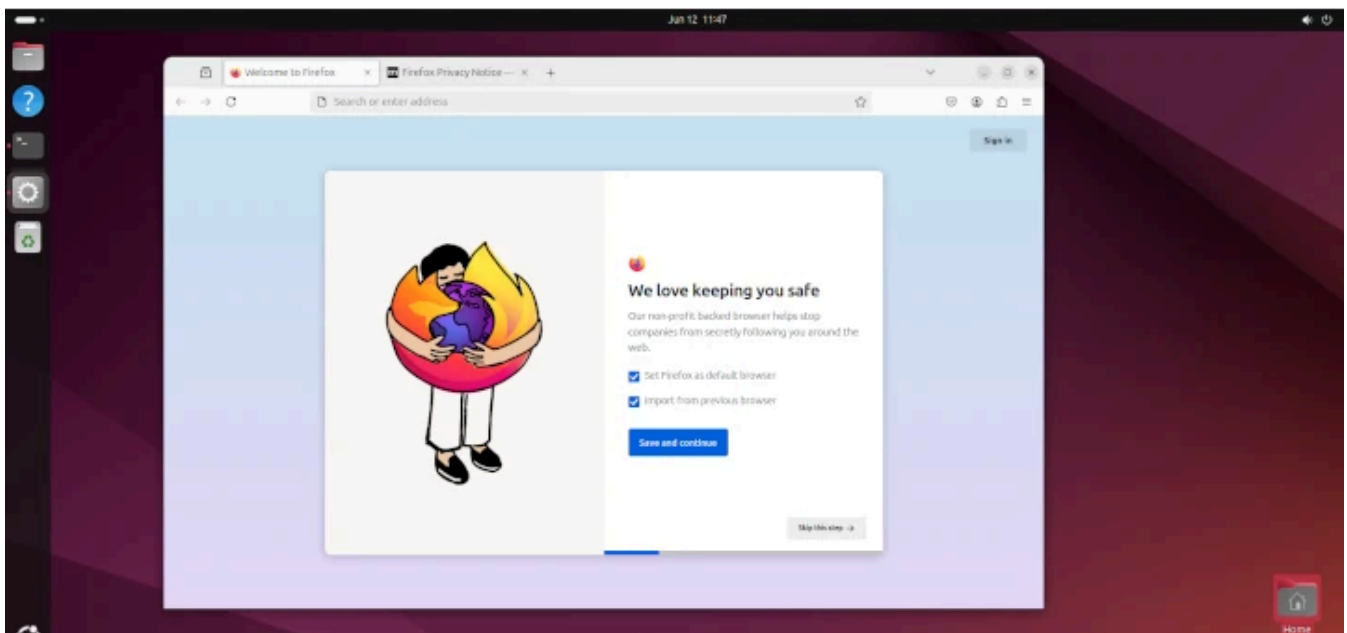 Jun 12 11:47
Welcome to Firefox
Firefox Privacy Notice —
Search or enter address
Sign in
We love keeping you safe
Our non-profit backed browser helps stop
companies from secretly following you around the
web.
Set Firefox as default browser
Import from previous browser
Save and continue
Skip this step
Home